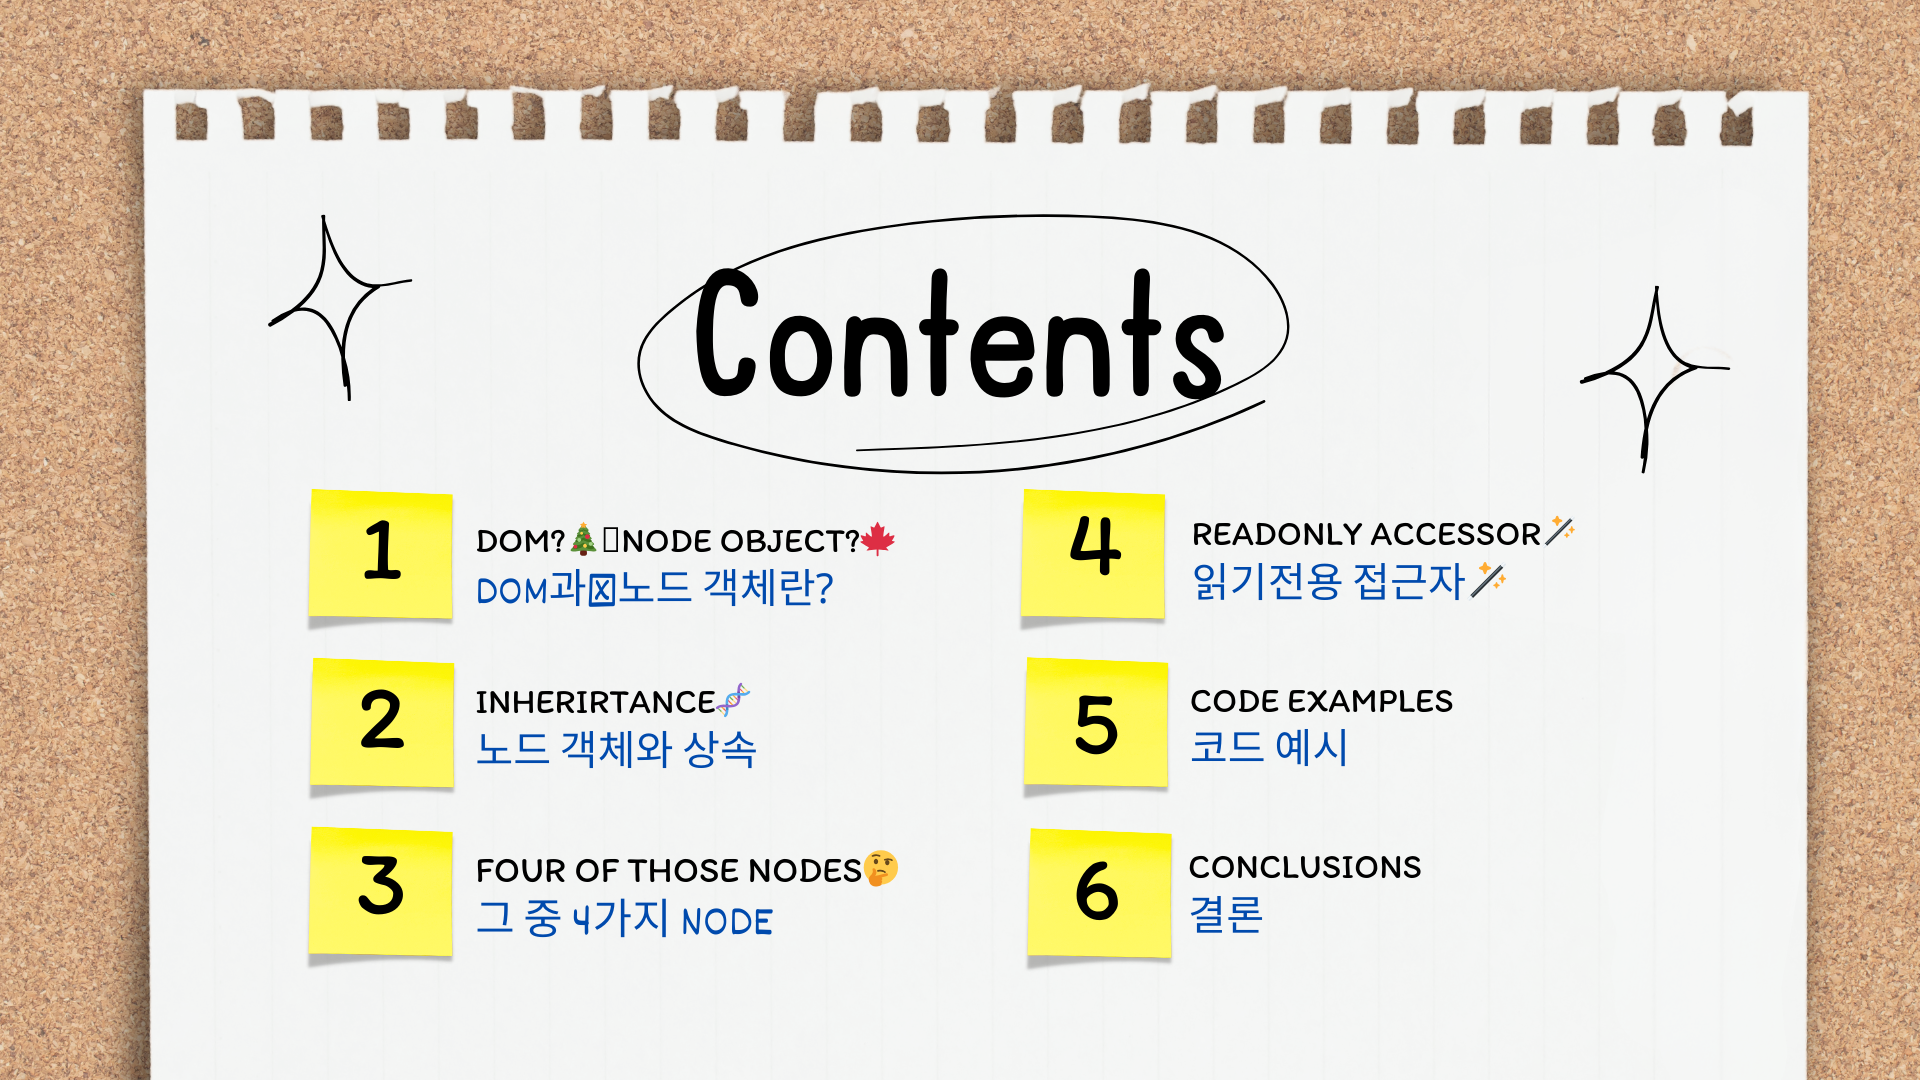 Contents
1
DOM?🎄 NODE OBJECT?🍁
DOM과 노드 객체란?
2
INHERIRTANCE🧬
노드 객체와 상속
3
FOUR OF THOSE NODES🤔
그 중 4가지 NODE
4
READONLY ACCESSOR🪄
읽기전용 접근자🪄
5
CODE EXAMPLES
코드 예시
6
CONCLUSIONS
결론